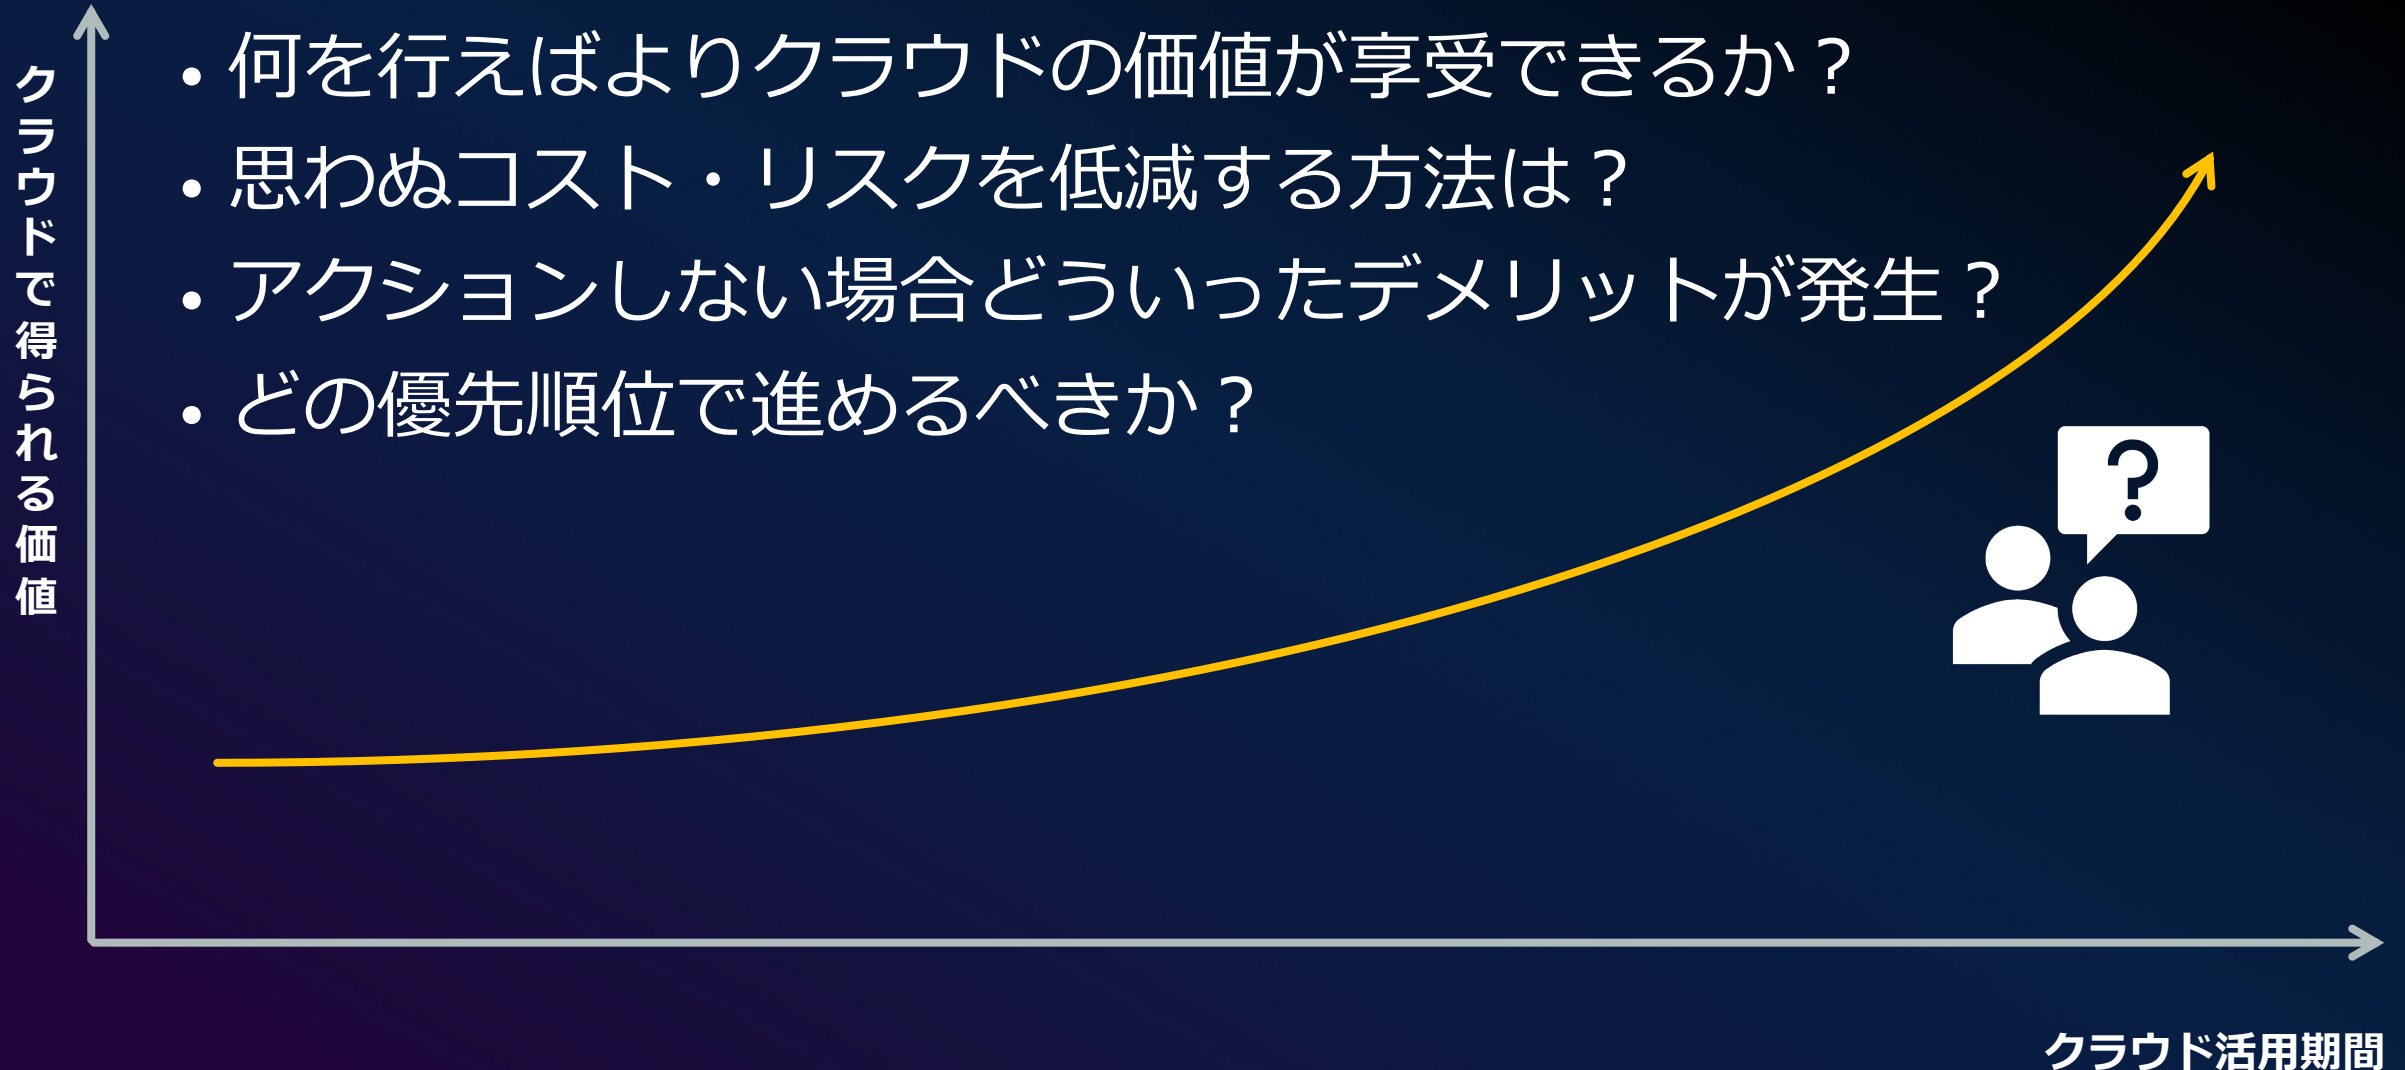 クラウドで得られる価値
• 何を行えばよりクラウドの価値が享受できるか？
• 思わぬコスト・リスクを低減する方法は？
• アクションしない場合どういったデメリットが発生？
• どの優先順位で進めるべきか？
?
クラウド活用期間